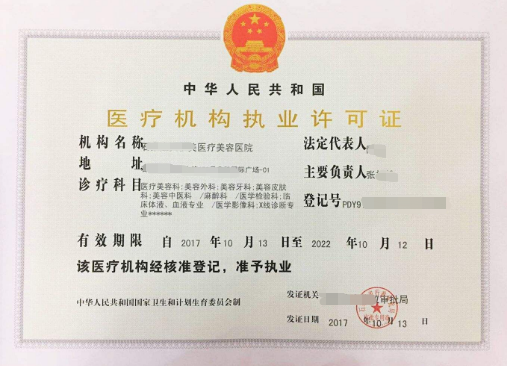 中华人民共和国
医疗机构执业许可证
机构名称 美医疗美容医院 法定代表人
地址 广场-01 主要负责人 张
诊疗科目 医疗美容科;美容外科;美容牙科;美容皮肤 登记号 PDY9
科;美容中医科 /麻醉科 /医学检验科;临
床体液、血液专业 /医学影像科;X线诊断专
业******
有效期限 自 2017 年 10 月 13 日至 2022 年 10 月 12 日
该医疗机构经核准登记，准予执业
发证机关 审批局
中华人民共和国国家卫生和计划生育委员会制
发证日期 2017 年 10 月 13 日